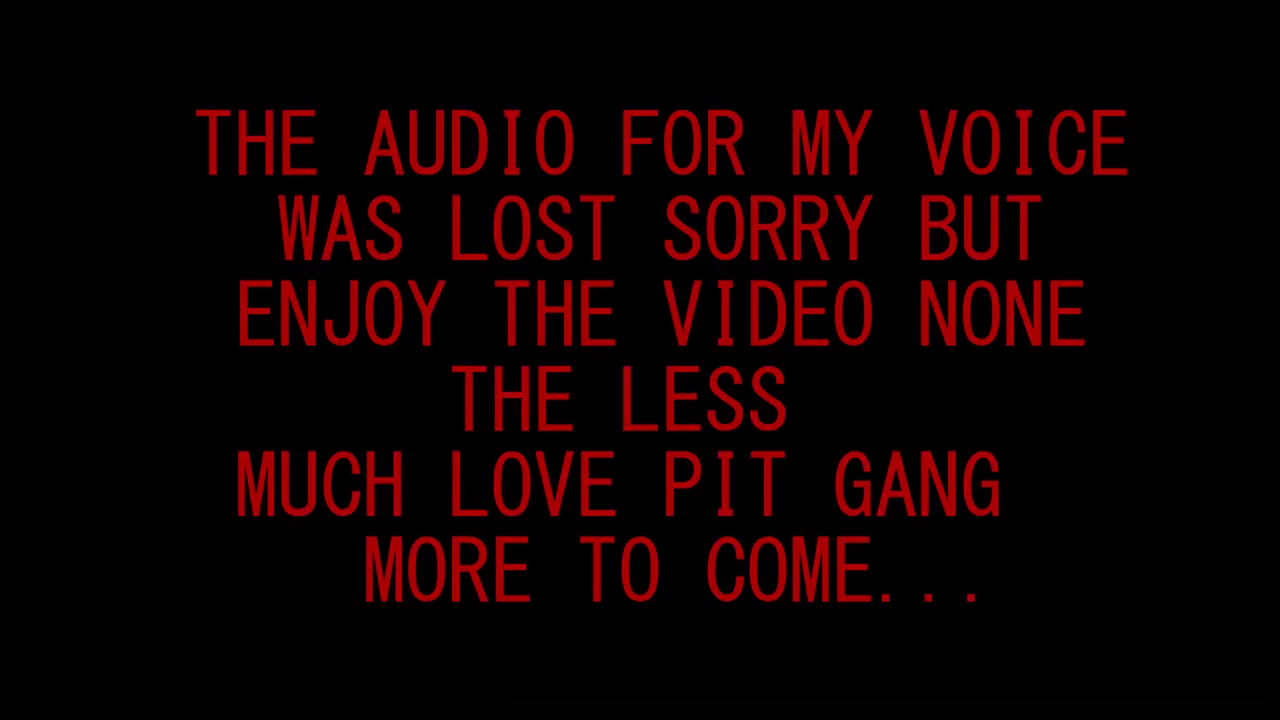 THE AUDIO FOR MY VOICE
WAS LOST SORRY BUT
ENJOY THE VIDEO NONE
THE LESS
MUCH LOVE PIT GANG
MORE TO COME...